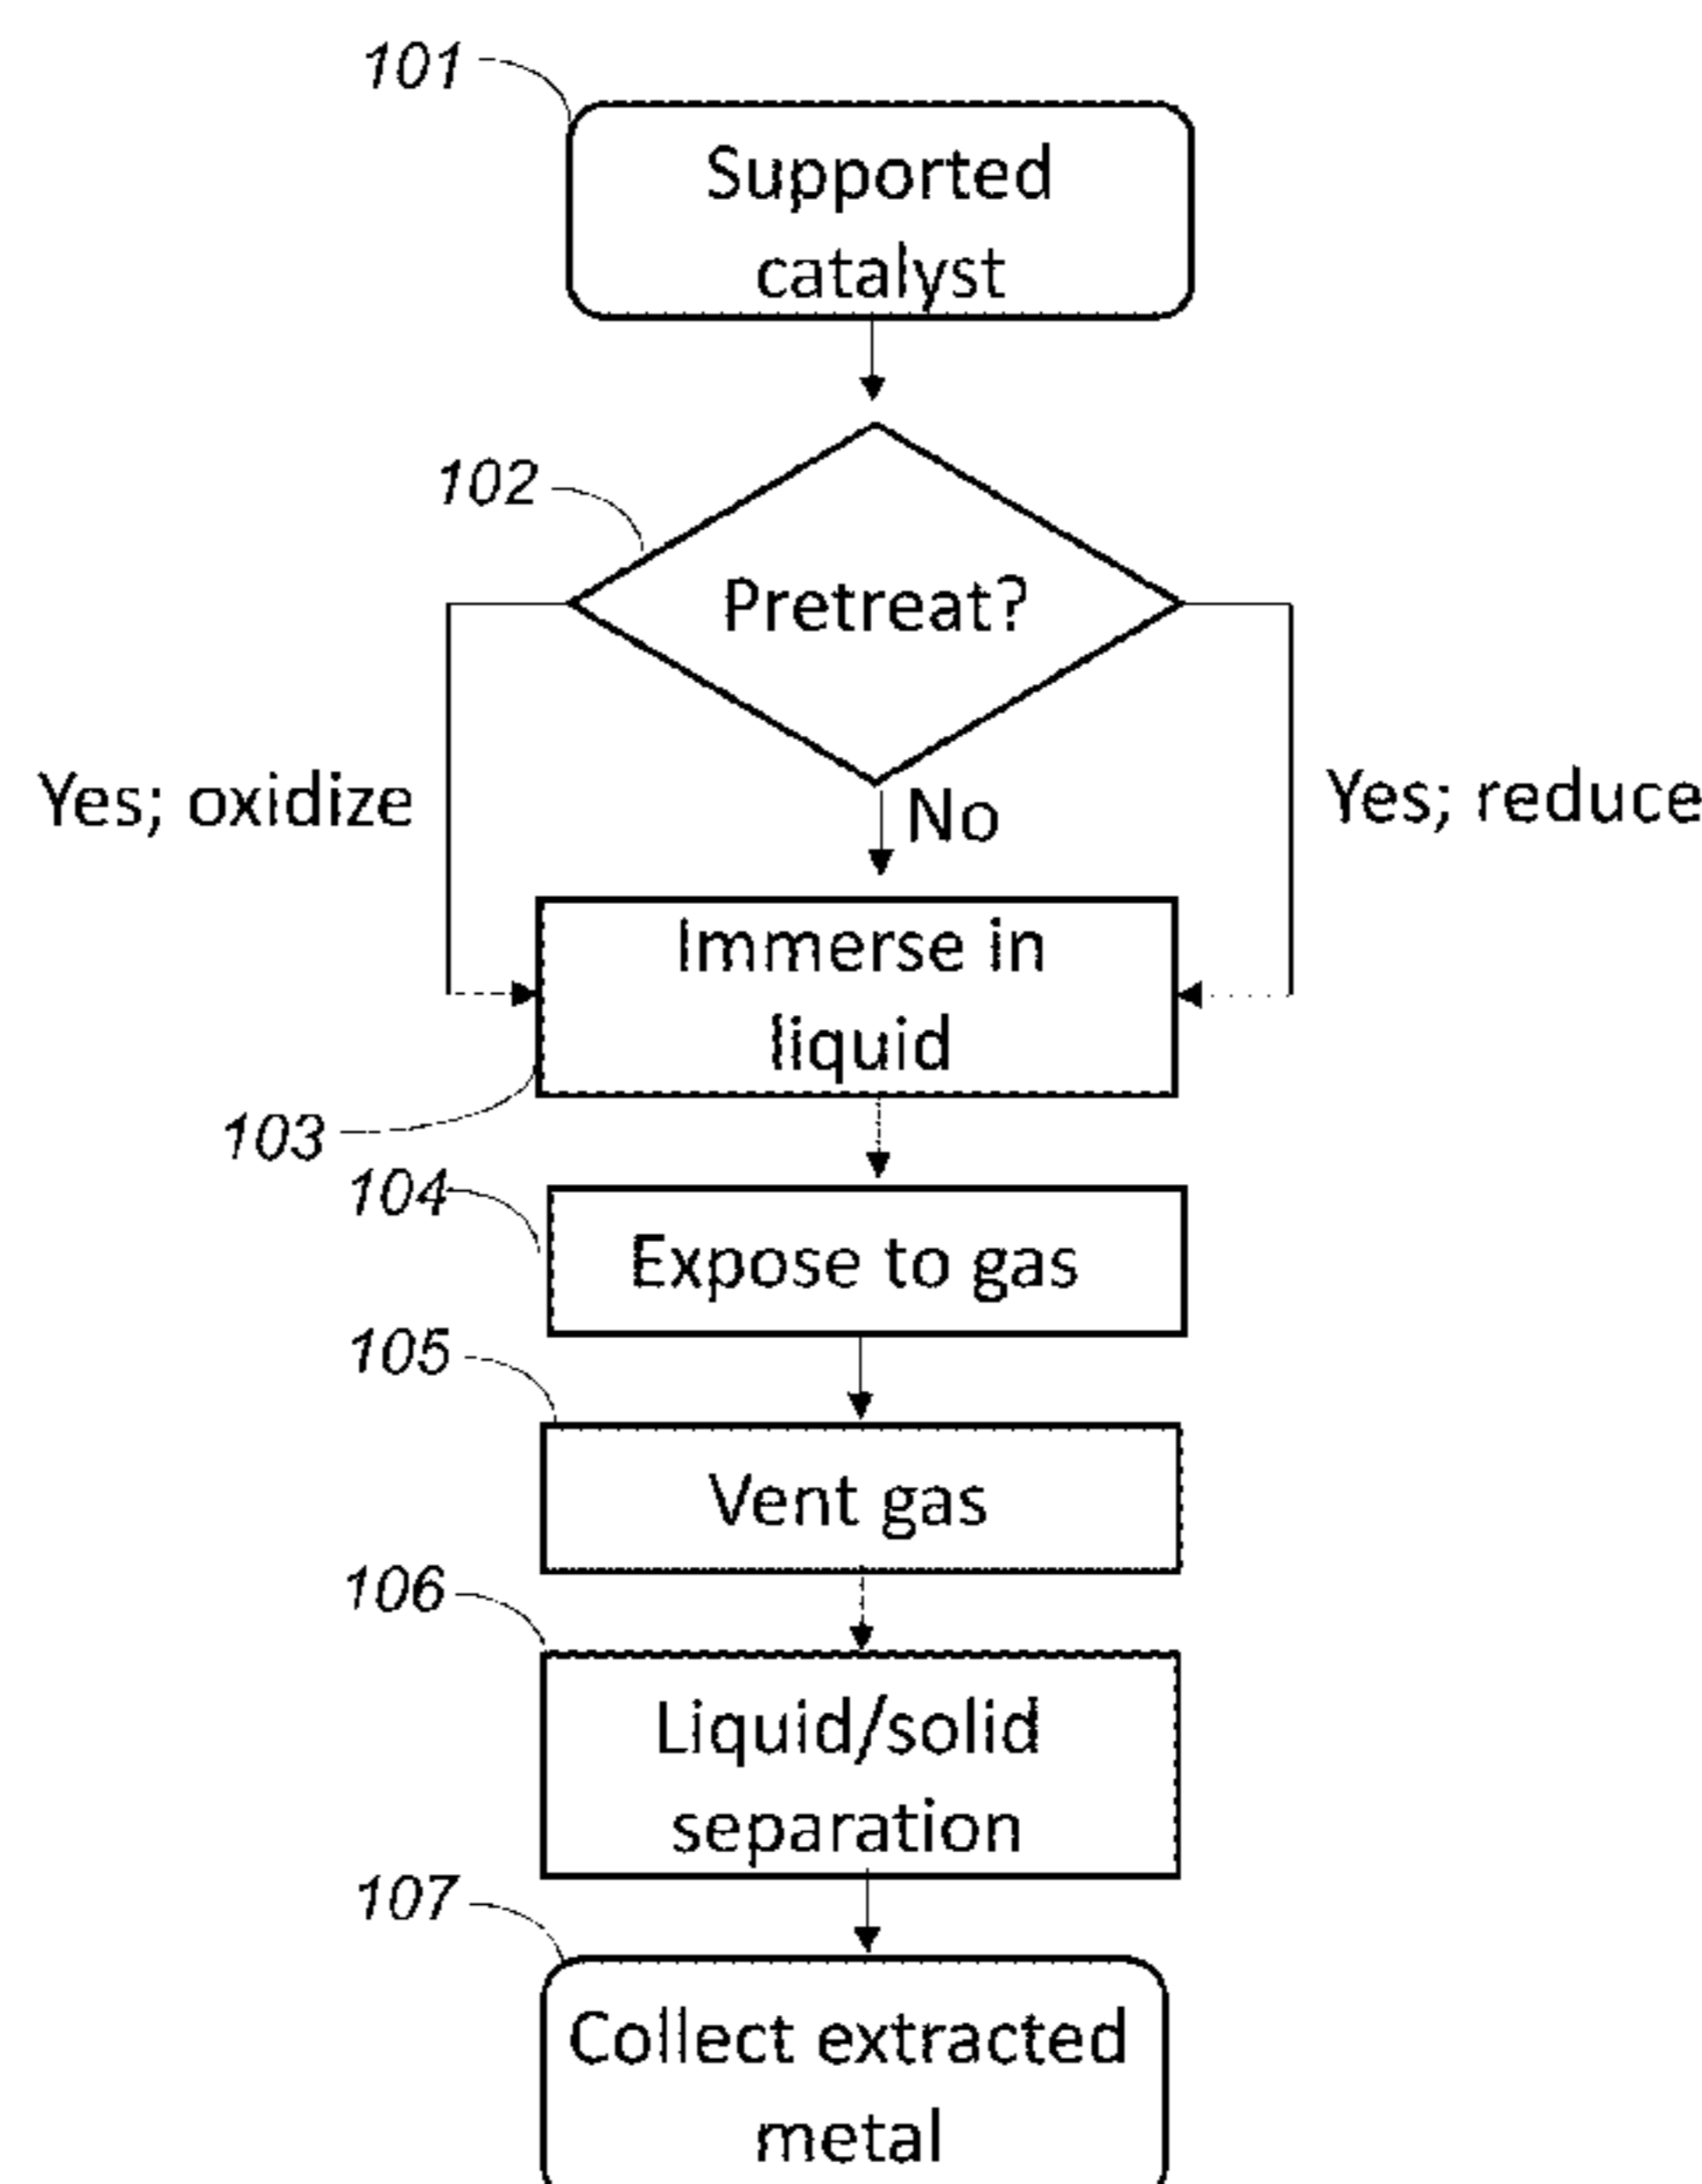 101
Supported
catalyst
102
Pretreat?
Yes; oxidize
No
Yes; reduce
Immerse in
liquid
103
104
Expose to gas
105
Vent gas
106
Liquid/solid
separation
107
Collect extracted
metal